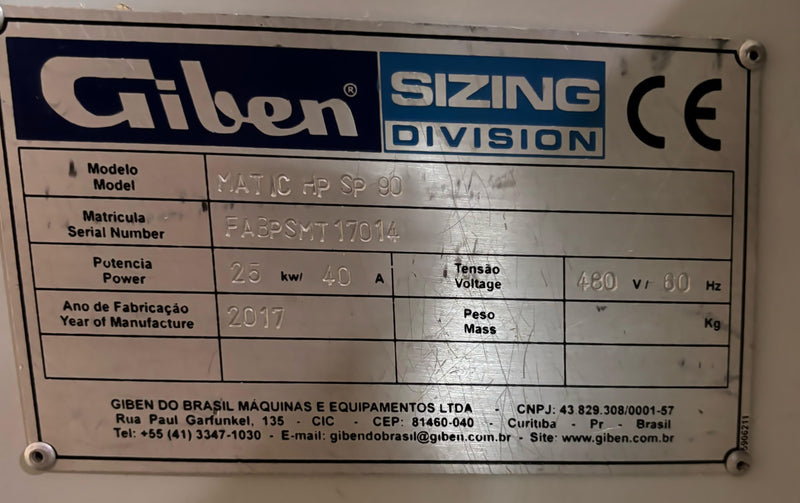 Giben® SIZING DIVISION CE
Modelo
Model
MATIC HP SP 90
Matricula
Serial Number
FABPSMT17014
Potencia
Power
25 kw/ 40 A
Tensão
Voltage
480 V/ 60 Hz
Ano de Fabricação
Year of Manufacture
2017
Peso
Mass
Kg
GIBEN DO BRASIL MÁQUINAS E EQUIPAMENTOS LTDA - CNPJ: 43 829.308/0001-57
Rua Paul Garfunkel, 135 - CIC - CEP: 81460-040 - Curitiba - Pr - Brasil
Tel: +55 (41) 3347-1030 - E-mail: gibendobrasil@giben.com.br - Site: www.giben.com.br